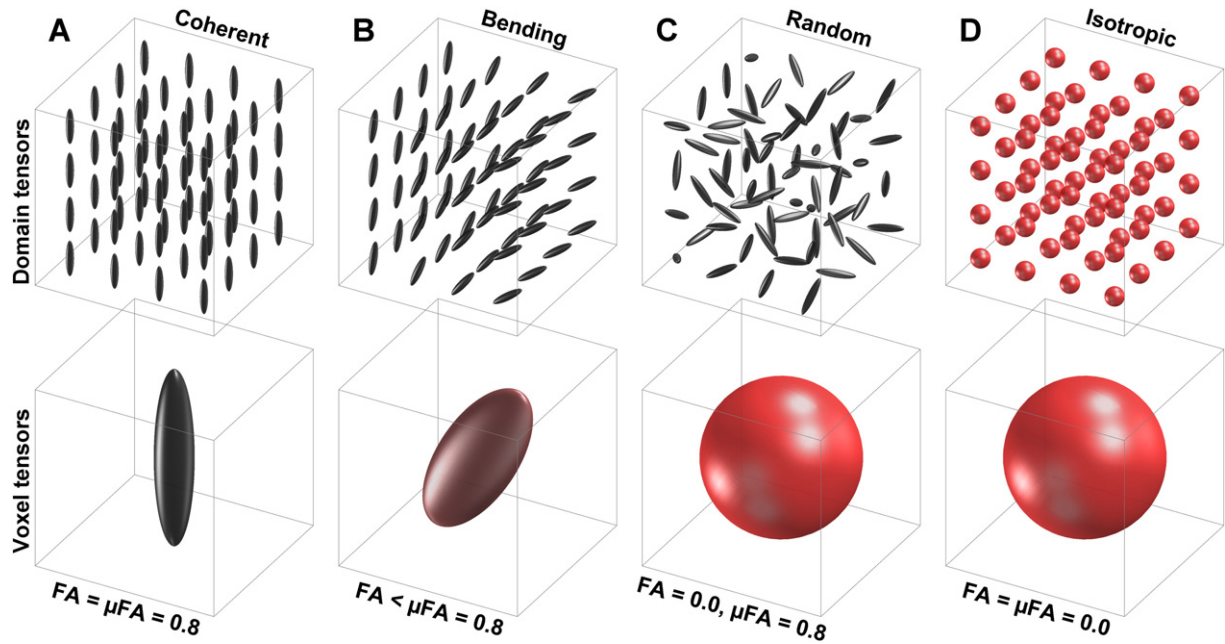 A
Coherent
B
Bending
C
Random
D
Isotropic
Domain tensors
Voxel tensors
FA = μFA = 0.8
FA < μFA = 0.8
FA = 0.0, μFA = 0.8
FA = μFA = 0.0